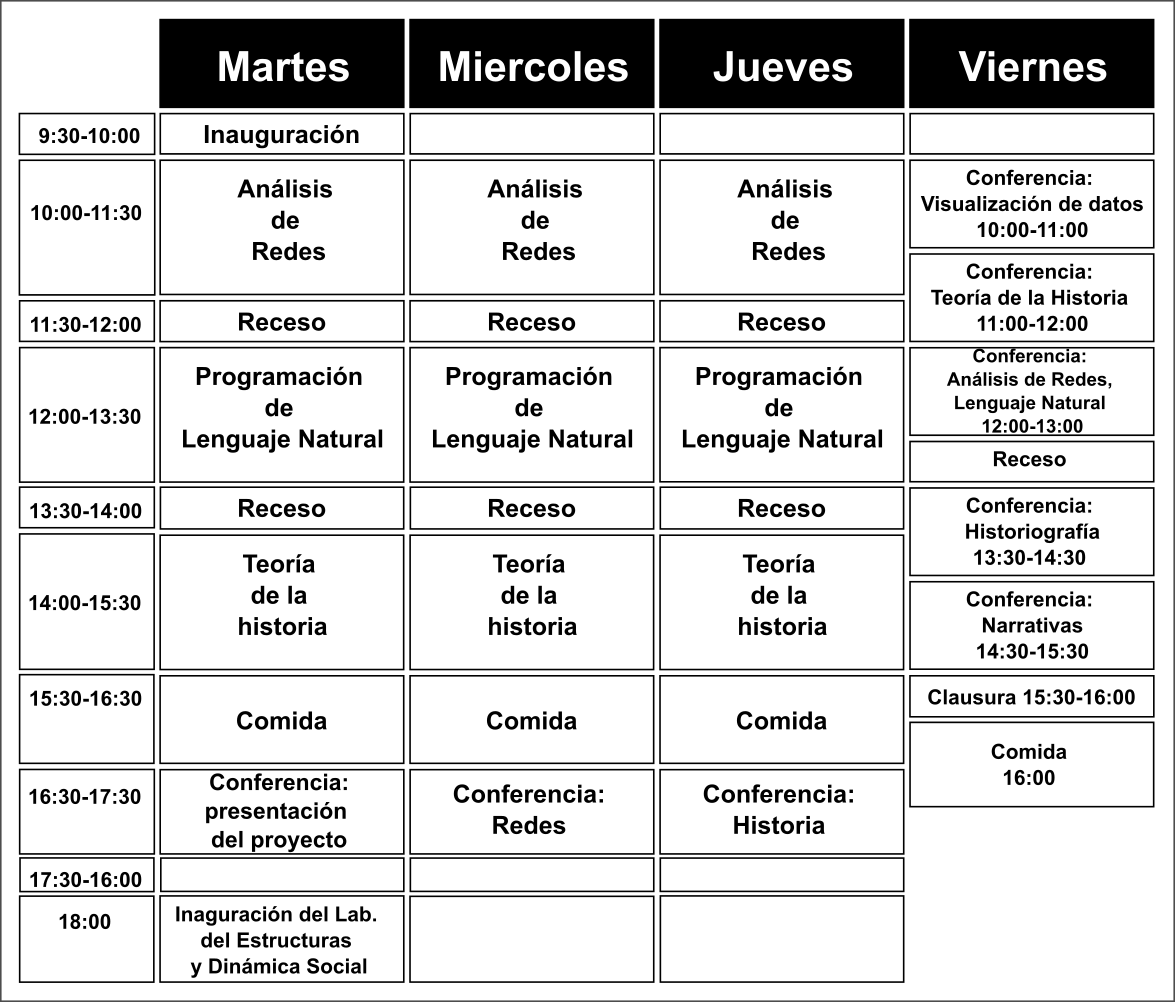 Martes
Miercoles
Jueves
Viernes
9:30-10:00
Inauguración
10:00-11:30
Análisis
de
Redes
Análisis
de
Redes
Análisis
de
Redes
Conferencia:
Visualización de datos
10:00-11:00
Conferencia:
Teoría de la Historia
11:00-12:00
11:30-12:00
Receso
Receso
Receso
12:00-13:30
Programación
de
Lenguaje Natural
Programación
de
Lenguaje Natural
Programación
de
Lenguaje Natural
Conferencia:
Análisis de Redes,
Lenguaje Natural
12:00-13:00
Receso
13:30-14:00
Receso
Receso
Receso
Conferencia:
Historiografía
13:30-14:30
14:00-15:30
Teoría
de la
historia
Teoría
de la
historia
Teoría
de la
historia
Conferencia:
Narrativas
14:30-15:30
15:30-16:30
Comida
Comida
Comida
Clausura 15:30-16:00
Comida
16:00
16:30-17:30
Conferencia:
presentación
del proyecto
Conferencia:
Redes
Conferencia:
Historia
17:30-16:00
18:00
Inaguración del Lab.
del Estructuras
y Dinámica Social